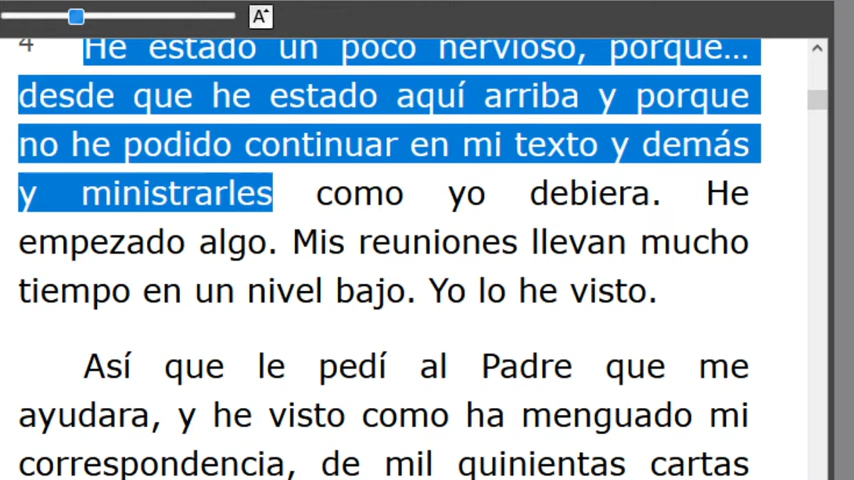 A
4 He estado un poco nervioso, porque...
desde que he estado aquí arriba y porque
no he podido continuar en mi texto y demás
y ministrarles como yo debiera. He
empezado algo. Mis reuniones llevan mucho
tiempo en un nivel bajo. Yo lo he visto.
Así que le pedí al Padre que me
ayudara, y he visto como ha menguado mi
correspondencia, de mil quinientas cartas